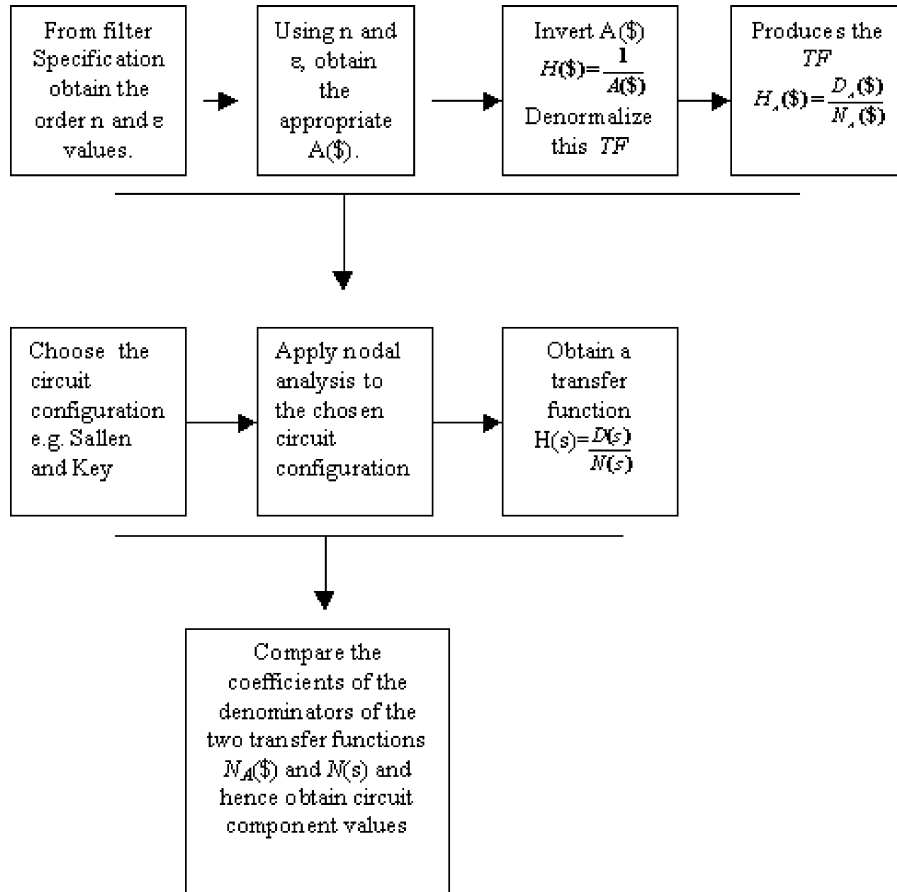 From filter
Specification
obtain the
order n and ε
values.
Using n and
ε, obtain
the
appropriate
A($).
Invert A($)
H($)=1/A($)
Denormalize
this TF
Produces the
TF
H_A($)=D_A($)/N_A($)
Choose the
circuit
configuration
e.g. Sallen
and Key
Apply nodal
analysis to
the chosen
circuit
configuration
Obtain a
transfer
function
H(s)=D(s)/N(s)
Compare the
coefficients of the
denominators of the
two transfer functions
N_A($) and N(s) and
hence obtain circuit
component values